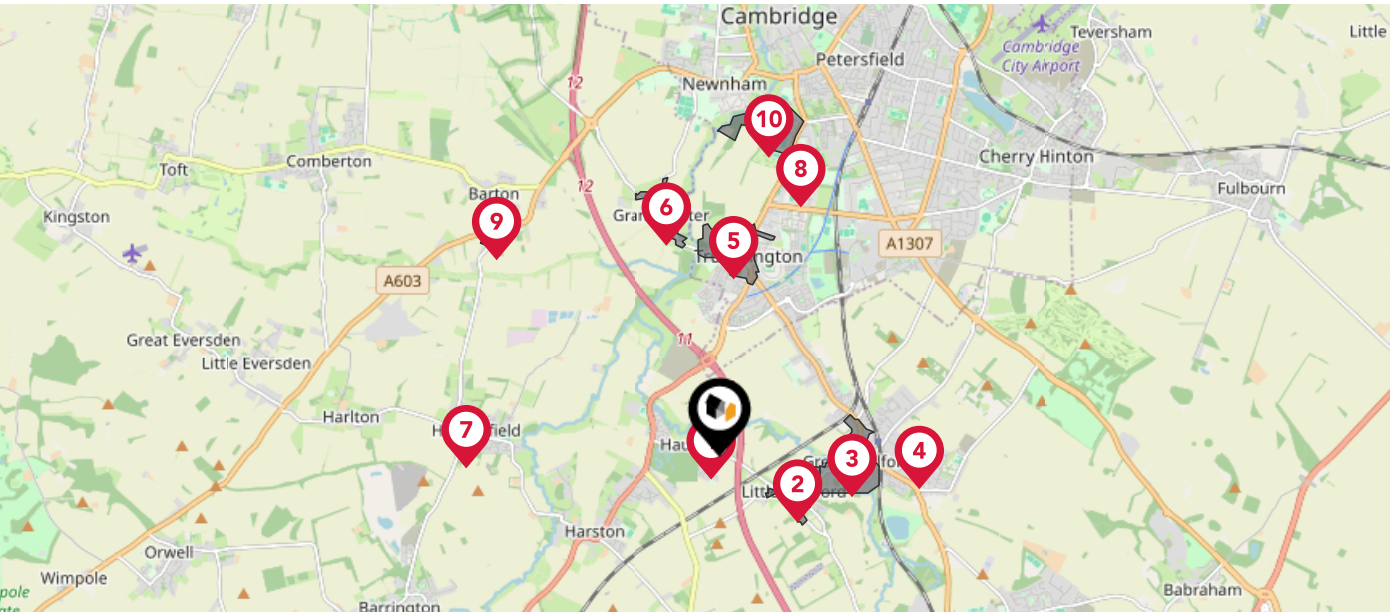 Cambridge
Little
Teversham
Cambridge
City Airport
Petersfield
12
Newnham
10
Cherry Hinton
Comberton
Toft
8
12
Fulbourn
Barton
Kingston
9
6
5
A1307
A603
11
Great Eversden
Little Eversden
Harlton
7
3
4
2
Harston
Orwell
Wimpole
Babraham
Barrington